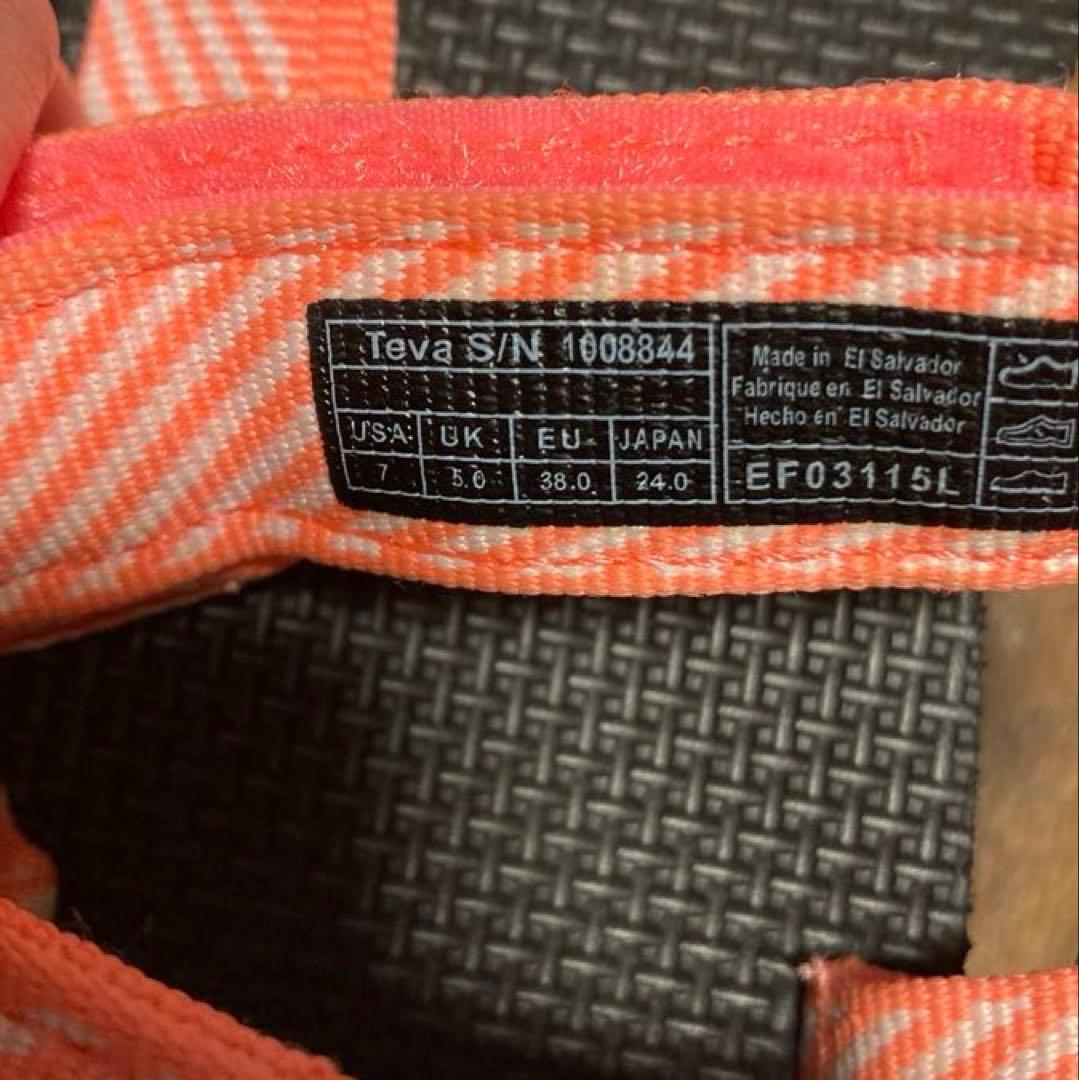 Teva S/N 1008844
USA UK EU JAPAN
7 5.0 38.0 24.0
Made in El Salvador
Fabrique en El Salvador
Hecho en El Salvador
EF03115L